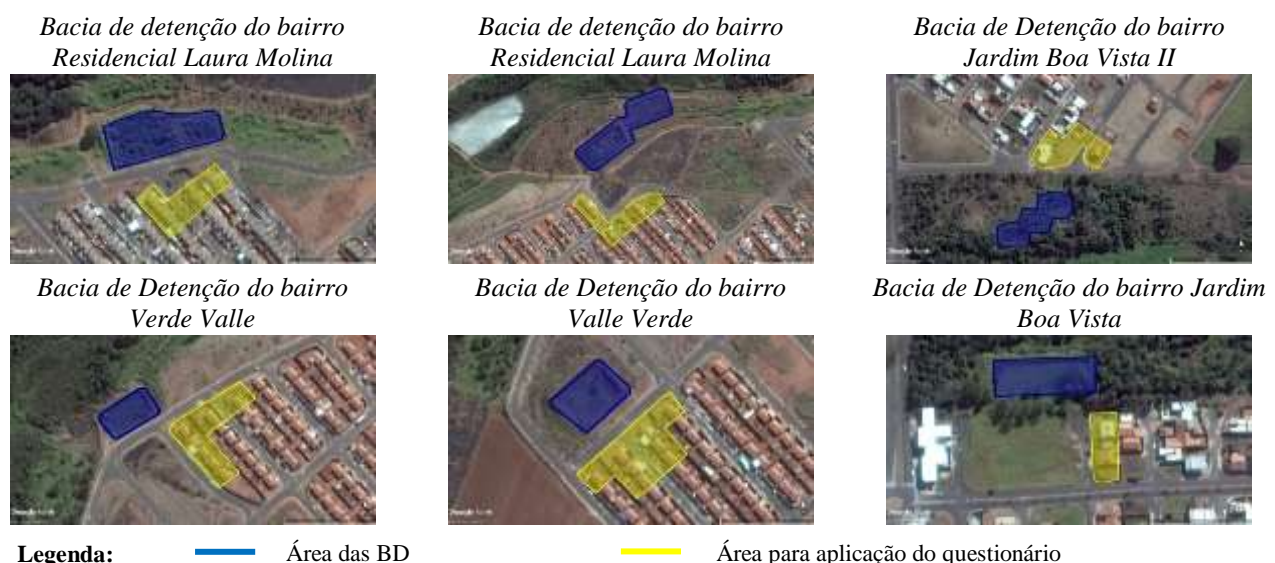 Bacia de detenção do bairro
Residencial Laura Molina
Bacia de detenção do bairro
Residencial Laura Molina
Bacia de Detenção do bairro
Jardim Boa Vista II
Bacia de Detenção do bairro
Verde Valle
Bacia de Detenção do bairro
Valle Verde
Bacia de Detenção do bairro Jardim
Boa Vista
Legenda: Área das BD Área para aplicação do questionário